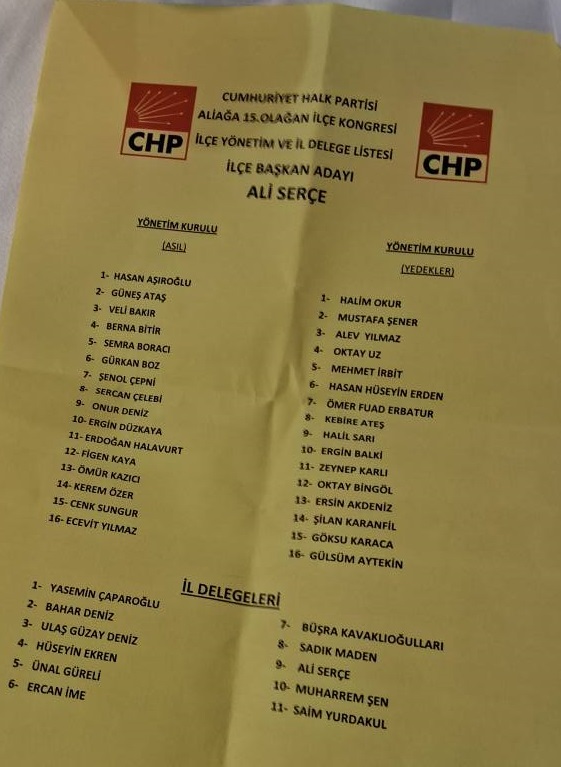 CHP
CUMHURİYET HALK PARTİSİ
ALİAĞA 15.OLAĞAN İLÇE KONGRESİ
İLÇE YÖNETİM VE İL DELEGE LİSTESİ
İLÇE BAŞKAN ADAYI
ALİ SERÇE
CHP
YÖNETİM KURULU
(ASIL)
1- HASAN AŞIROĞLU
2- GÜNEŞ ATAŞ
3- VELİ BAKIR
4- BERNA BİTİR
5- SEMRA BORACI
6- GÜRKAN BOZ
7- ŞENOL ÇEPNİ
8- SERCAN ÇELEBİ
9- ONUR DENİZ
10- ERGİN DÜZKAYA
11- ERDOĞAN HALAVURT
12- FİGEN KAYA
13- ÖMÜR KAZICI
14- KEREM ÖZER
15- CENK SUNGUR
16- ECEVİT YILMAZ
YÖNETİM KURULU
(YEDEKLER)
1- HALİM OKUR
2- MUSTAFA ŞENER
3- ALEV YILMAZ
4- OKTAY UZ
5- MEHMET İRBİT
6- HASAN HÜSEYİN ERDEN
7- ÖMER FUAD ERBATUR
8- KEBİRE ATEŞ
9- HALİL SARI
10- ERGİN BALKİ
11- ZEYNEP KARLI
12- OKTAY BİNGÖL
13- ERSİN AKDENİZ
14- ŞİLAN KARANFİL
15- GÖKSU KARACA
16- GÜLSÜM AYTEKİN
İL DELEGELERİ
1- YASEMİN ÇAPAROĞLU
2- BAHAR DENİZ
3- ULAŞ GÜZAY DENİZ
4- HÜSEYİN EKREN
5- ÜNAL GÜRELİ
6- ERCAN İME
7- BÜŞRA KAVAKLIOĞULLARI
8- SADIK MADEN
9- ALİ SERÇE
10- MUHARREM ŞEN
11- SAİM YURDAKUL